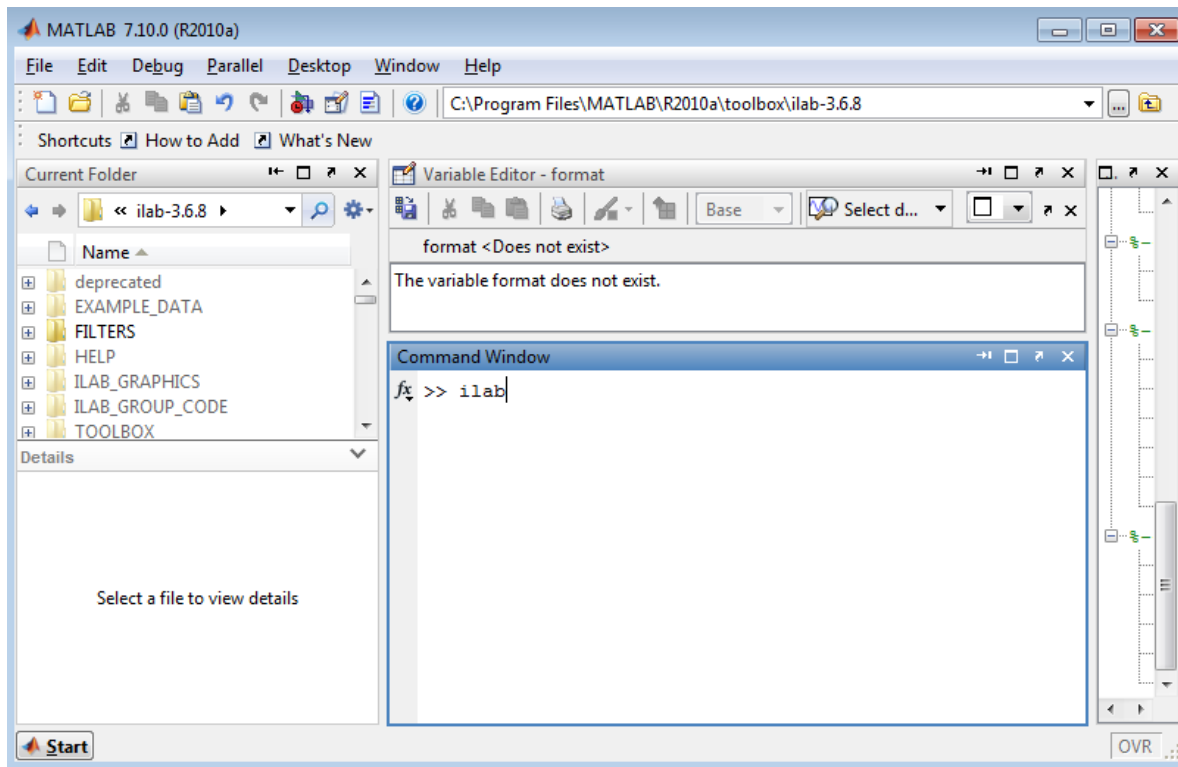 MATLAB 7.10.0 (R2010a)
File Edit Debug Parallel Desktop Window Help
C:\Program Files\MATLAB\R2010a\toolbox\ilab-3.6.8
Shortcuts How to Add What's New
Current Folder
« ilab-3.6.8
Name
deprecated
EXAMPLE_DATA
FILTERS
HELP
ILAB_GRAPHICS
ILAB_GROUP_CODE
TOOLBOX
Details
Select a file to view details
Variable Editor - format
Base Select d...
format <Does not exist>
The variable format does not exist.
Command Window
fx >> ilab
%--
%--
%--
Start
OVR